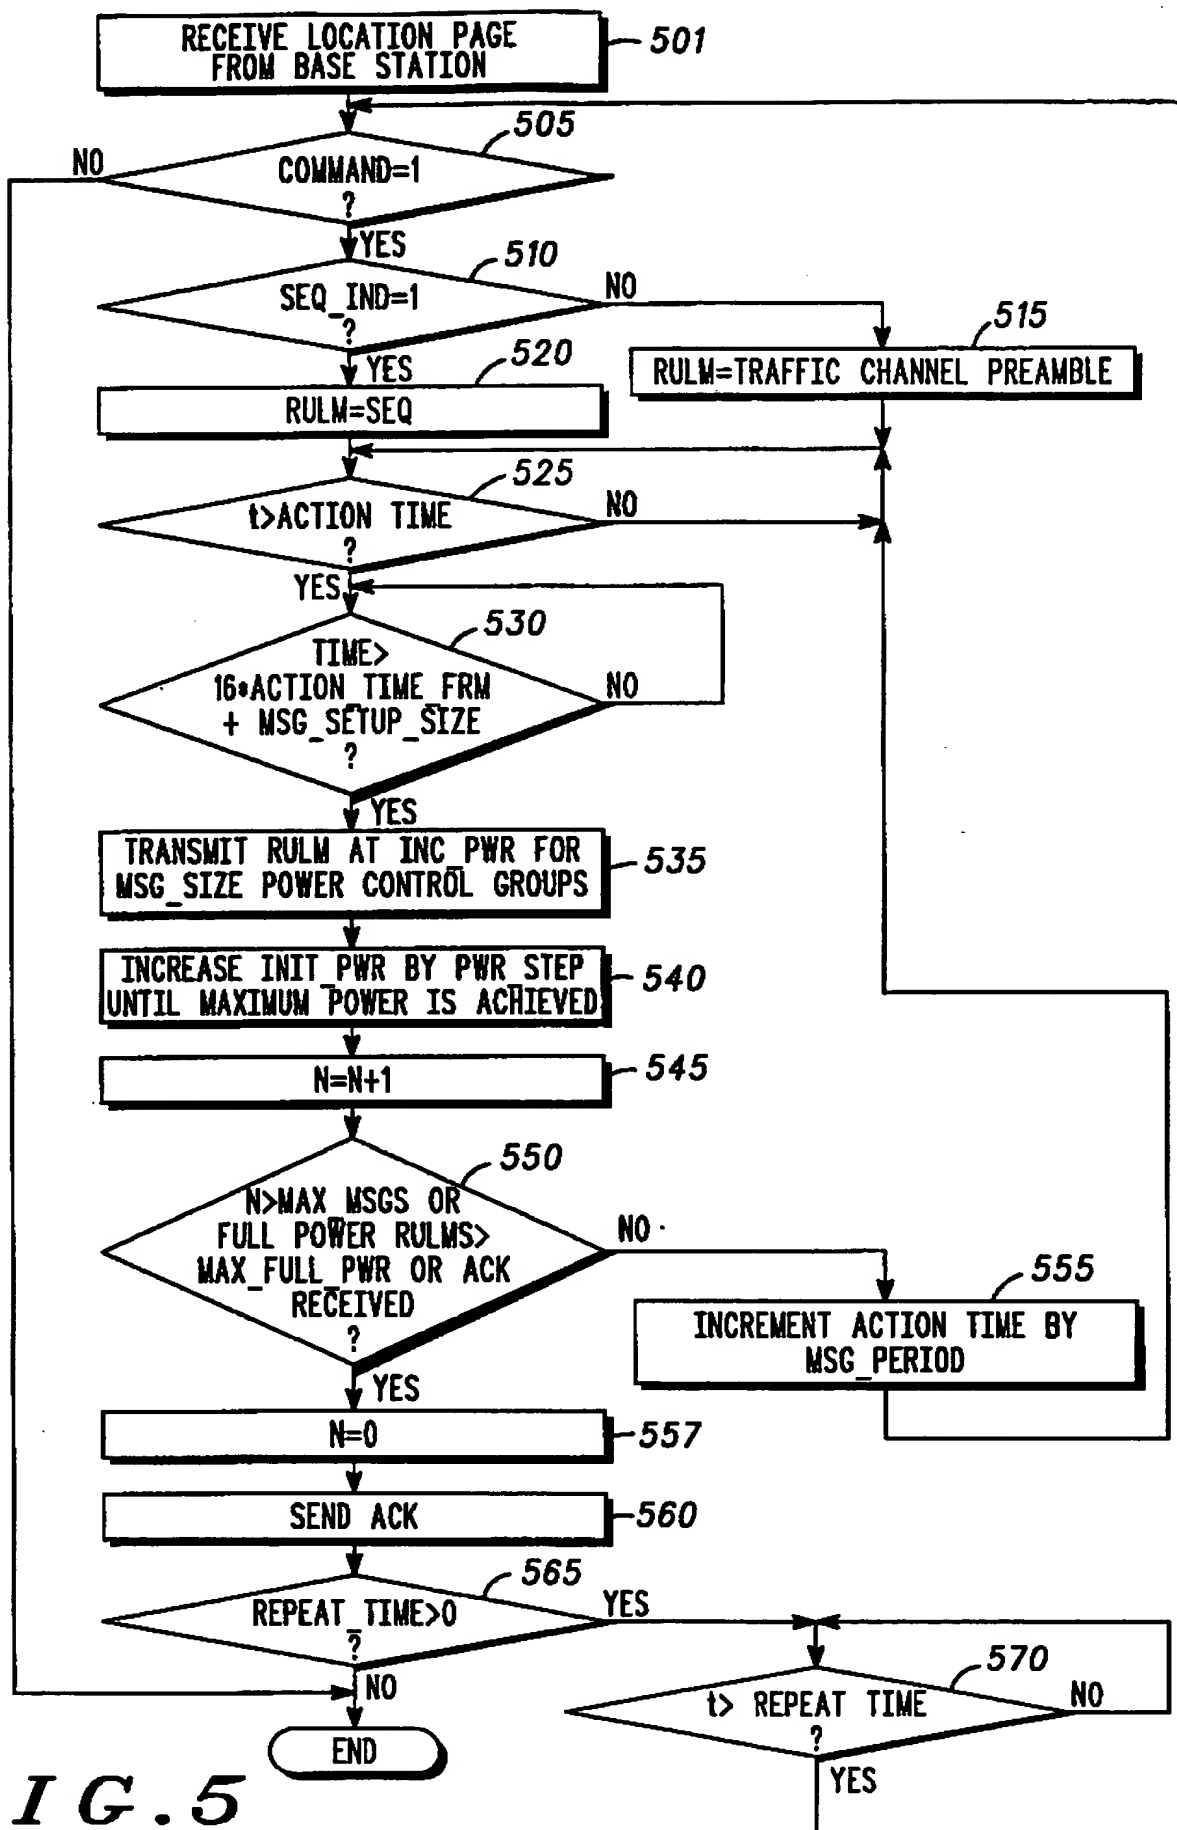 RECEIVE LOCATION PAGE
FROM BASE STATION
501
505
NO
COMMAND=1
?
YES
510
SEQ_IND=1
?
NO
YES
520
515
RULM=SEQ
RULM=TRAFFIC CHANNEL PREAMBLE
525
t>ACTION TIME
?
NO
YES
530
TIME>
16*ACTION_TIME_FRM
+ MSG_SETUP_SIZE
?
NO
YES
TRANSMIT RULM AT INC_PWR FOR
MSG_SIZE POWER CONTROL GROUPS
535
INCREASE INIT_PWR BY PWR_STEP
UNTIL MAXIMUM POWER IS ACHIEVED
540
N=N+1
545
550
N>MAX_MSGS OR
FULL POWER RULMS>
MAX_FULL_PWR OR ACK
RECEIVED
?
NO
YES
555
INCREMENT ACTION TIME BY
MSG_PERIOD
N=0
557
SEND ACK
560
565
REPEAT_TIME>0
?
YES
NO
570
t> REPEAT TIME
?
NO
YES
END
IG.5